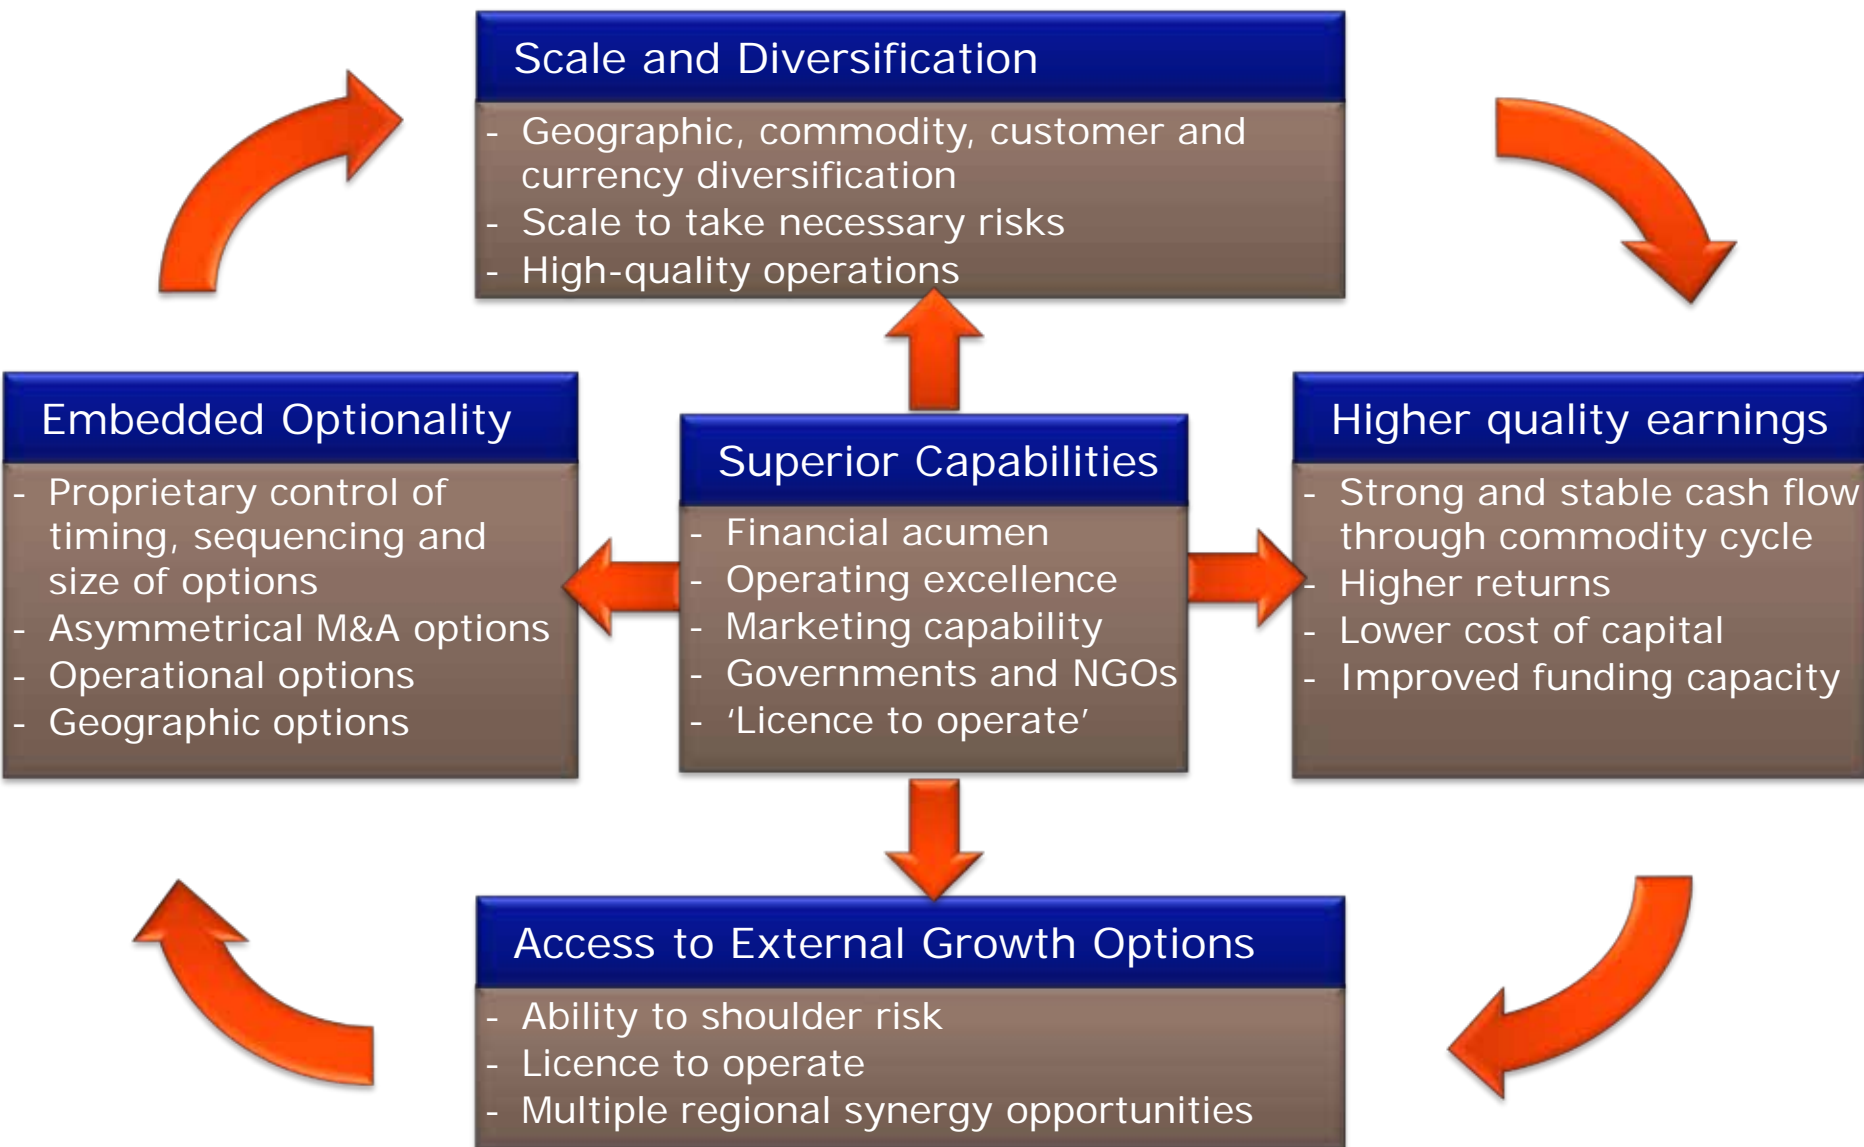 Scale and Diversification
- Geographic, commodity, customer and
currency diversification
- Scale to take necessary risks
- High-quality operations
Embedded Optionality
- Proprietary control of
timing, sequencing and
size of options
- Asymmetrical M&A options
- Operational options
- Geographic options
Superior Capabilities
- Financial acumen
- Operating excellence
- Marketing capability
- Governments and NGOs
- ‘Licence to operate’
Higher quality earnings
- Strong and stable cash flow
through commodity cycle
- Higher returns
- Lower cost of capital
- Improved funding capacity
Access to External Growth Options
- Ability to shoulder risk
- Licence to operate
- Multiple regional synergy opportunities